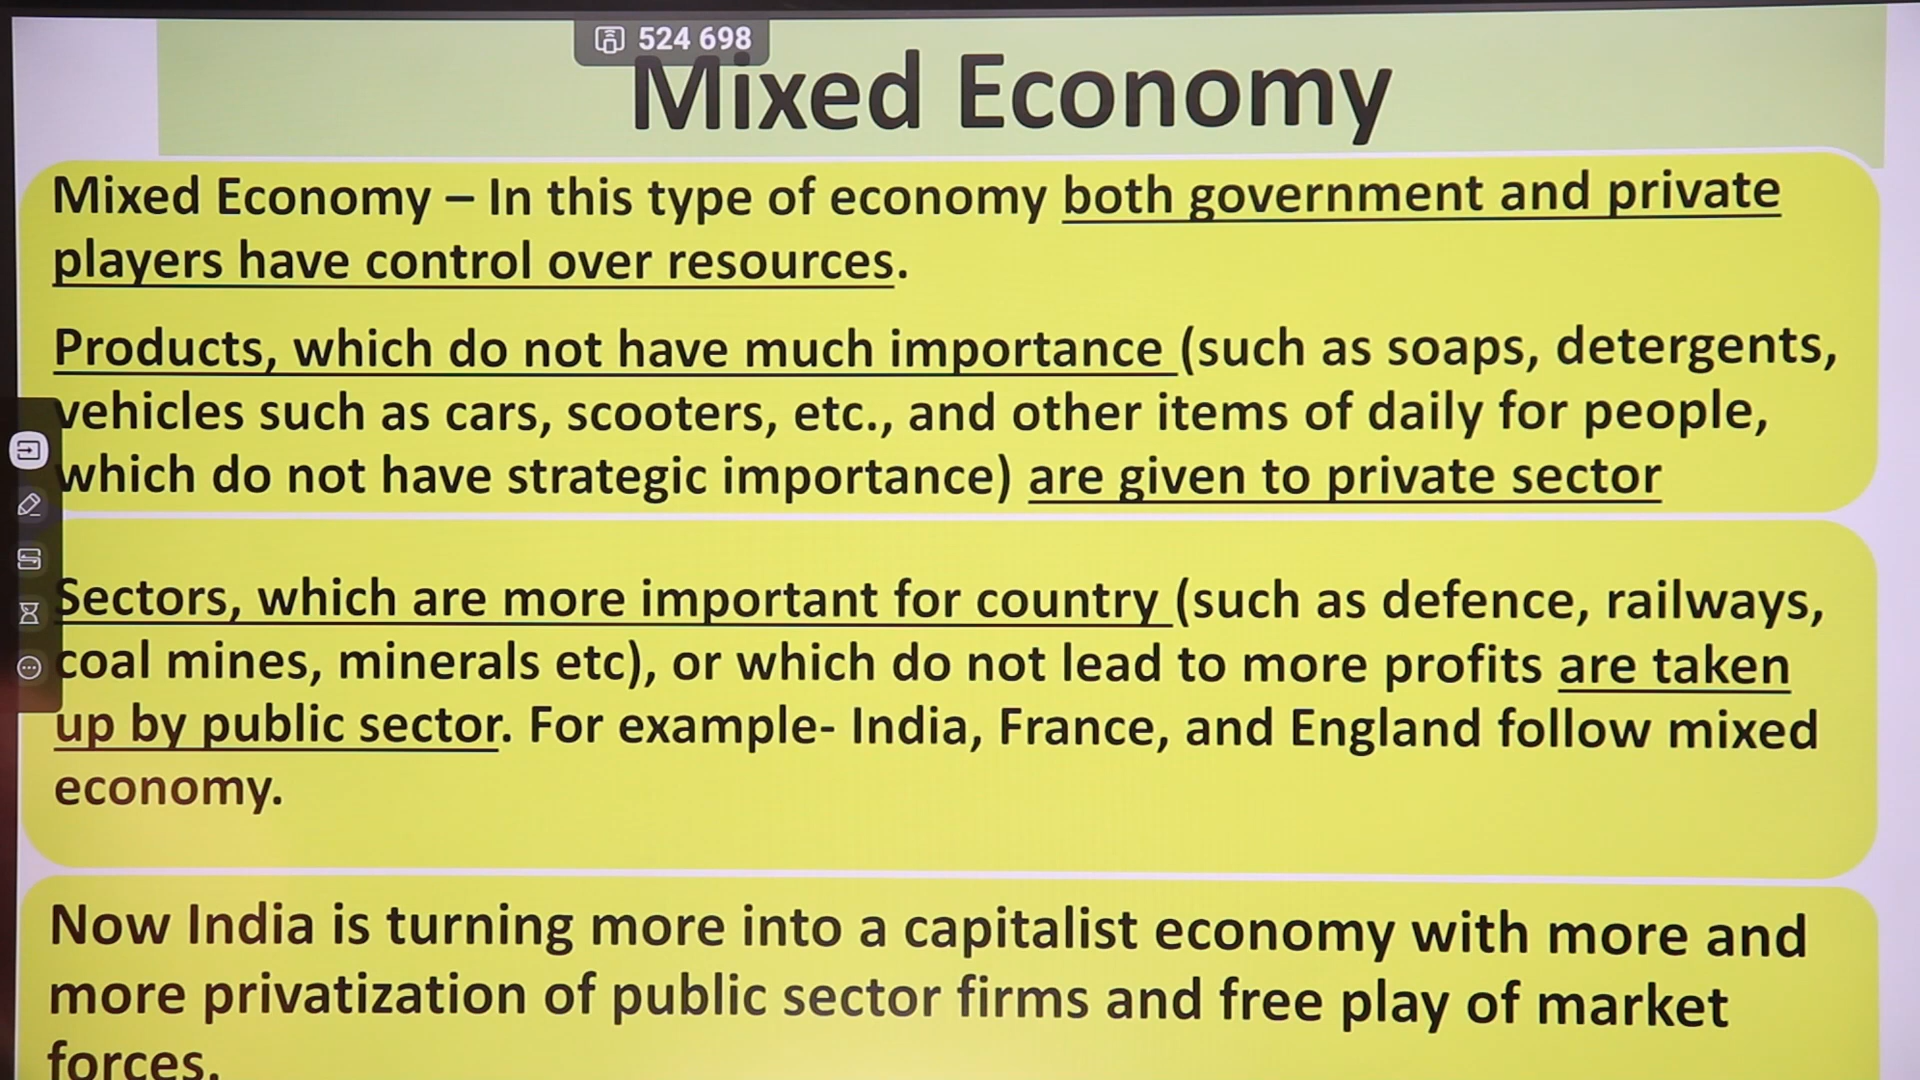 524 698
Mixed Economy
Mixed Economy – In this type of economy both government and private
players have control over resources.
Products, which do not have much importance (such as soaps, detergents,
vehicles such as cars, scooters, etc., and other items of daily for people,
which do not have strategic importance) are given to private sector
Sectors, which are more important for country (such as defence, railways,
coal mines, minerals etc), or which do not lead to more profits are taken
up by public sector. For example- India, France, and England follow mixed
economy.
Now India is turning more into a capitalist economy with more and
more privatization of public sector firms and free play of market
forces.